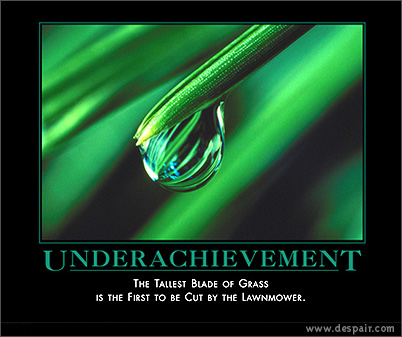 UNDERACHIEVEMENT
The Tallest Blade of Grass
is the First to be Cut by the Lawnmower.
www.despair.com